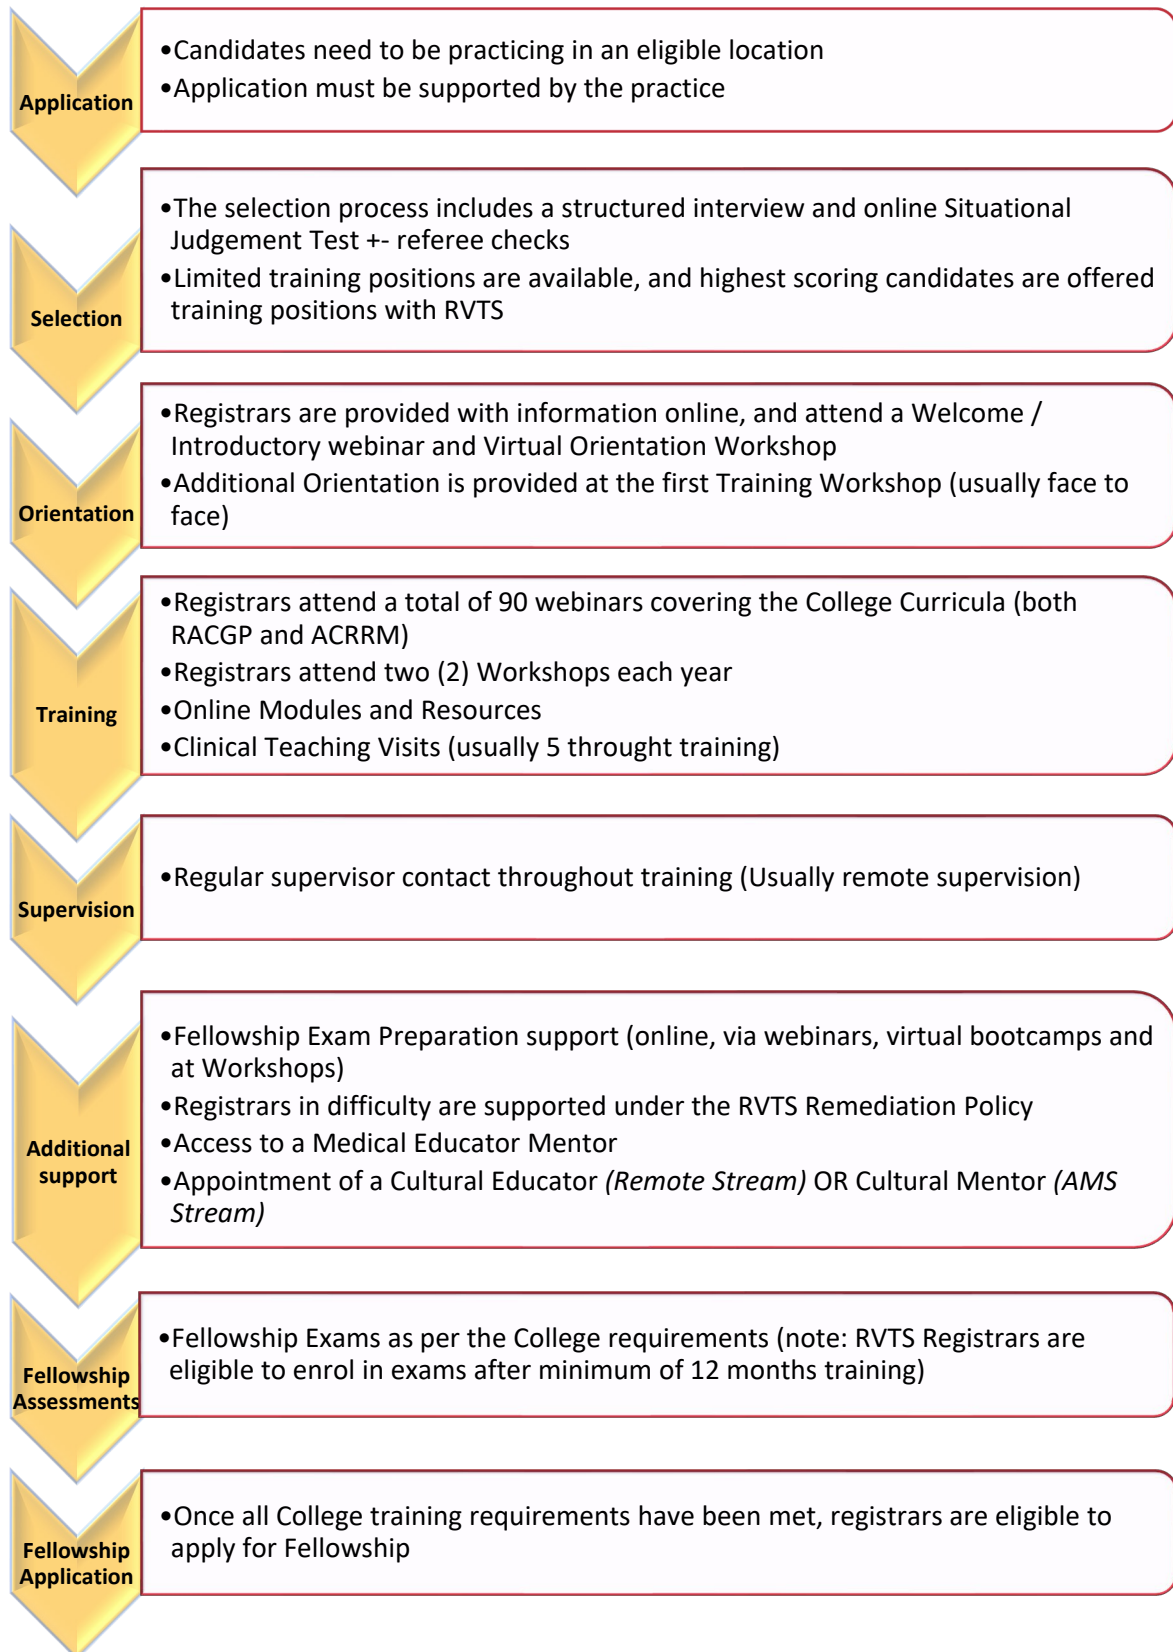 Application
•Candidates need to be practicing in an eligible location
•Application must be supported by the practice
Selection
•The selection process includes a structured interview and online Situational
Judgement Test +- referee checks
•Limited training positions are available, and highest scoring candidates are offered
training positions with RVTS
Orientation
•Registrars are provided with information online, and attend a Welcome /
Introductory webinar and Virtual Orientation Workshop
•Additional Orientation is provided at the first Training Workshop (usually face to
face)
Training
•Registrars attend a total of 90 webinars covering the College Curricula (both
RACGP and ACRRM)
•Registrars attend two (2) Workshops each year
•Online Modules and Resources
•Clinical Teaching Visits (usually 5 throught training)
Supervision
•Regular supervisor contact throughout training (Usually remote supervision)
Additional
support
•Fellowship Exam Preparation support (online, via webinars, virtual bootcamps and
at Workshops)
•Registrars in difficulty are supported under the RVTS Remediation Policy
•Access to a Medical Educator Mentor
•Appointment of a Cultural Educator (Remote Stream) OR Cultural Mentor (AMS
Stream)
Fellowship
Assessments
•Fellowship Exams as per the College requirements (note: RVTS Registrars are
eligible to enrol in exams after minimum of 12 months training)
Fellowship
Application
•Once all College training requirements have been met, registrars are eligible to
apply for Fellowship